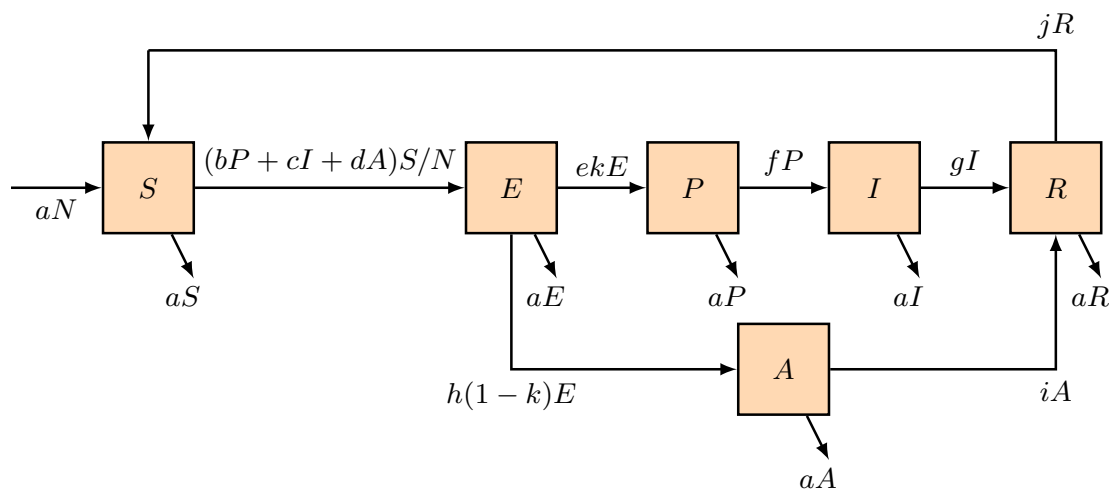 jR
(bP + cI + dA)S/N
ekE
fP
gI
S
E
P
I
R
aN
aS
aE
aP
aI
aR
A
h(1 − k)E
iA
aA